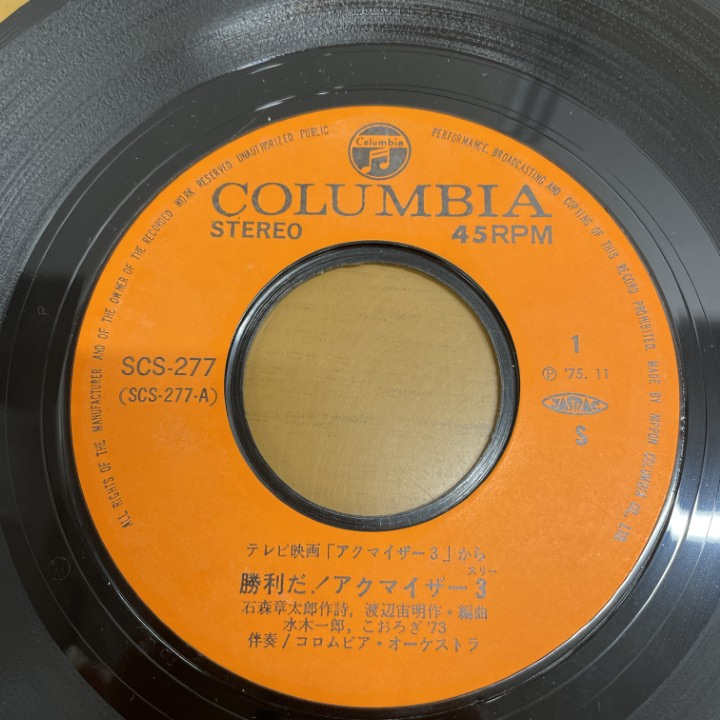 ALL RIGHTS OF THE MANUFACTURER AND OF THE OWNER OF THE RECORDED WORK RESERVED UNAUTHORIZED PUBLIC PERFORMANCE, BROADCASTING AND COPYING OF THIS RECORD PROHIBITED. MADE BY NIPPON COLUMBIA CO., LTD
Columbia
COLUMBIA
STEREO 45RPM
SCS-277
(SCS-277-A)
1
Ⓟ '75.11
JASRAC
S
テレビ映画「アクマイザー3」から
スリー
勝利だ!アクマイザー3
石森章太郎作詩, 渡辺宙明作・編曲
水木一郎, こおろぎ'73
伴奏/コロムビア・オーケストラ